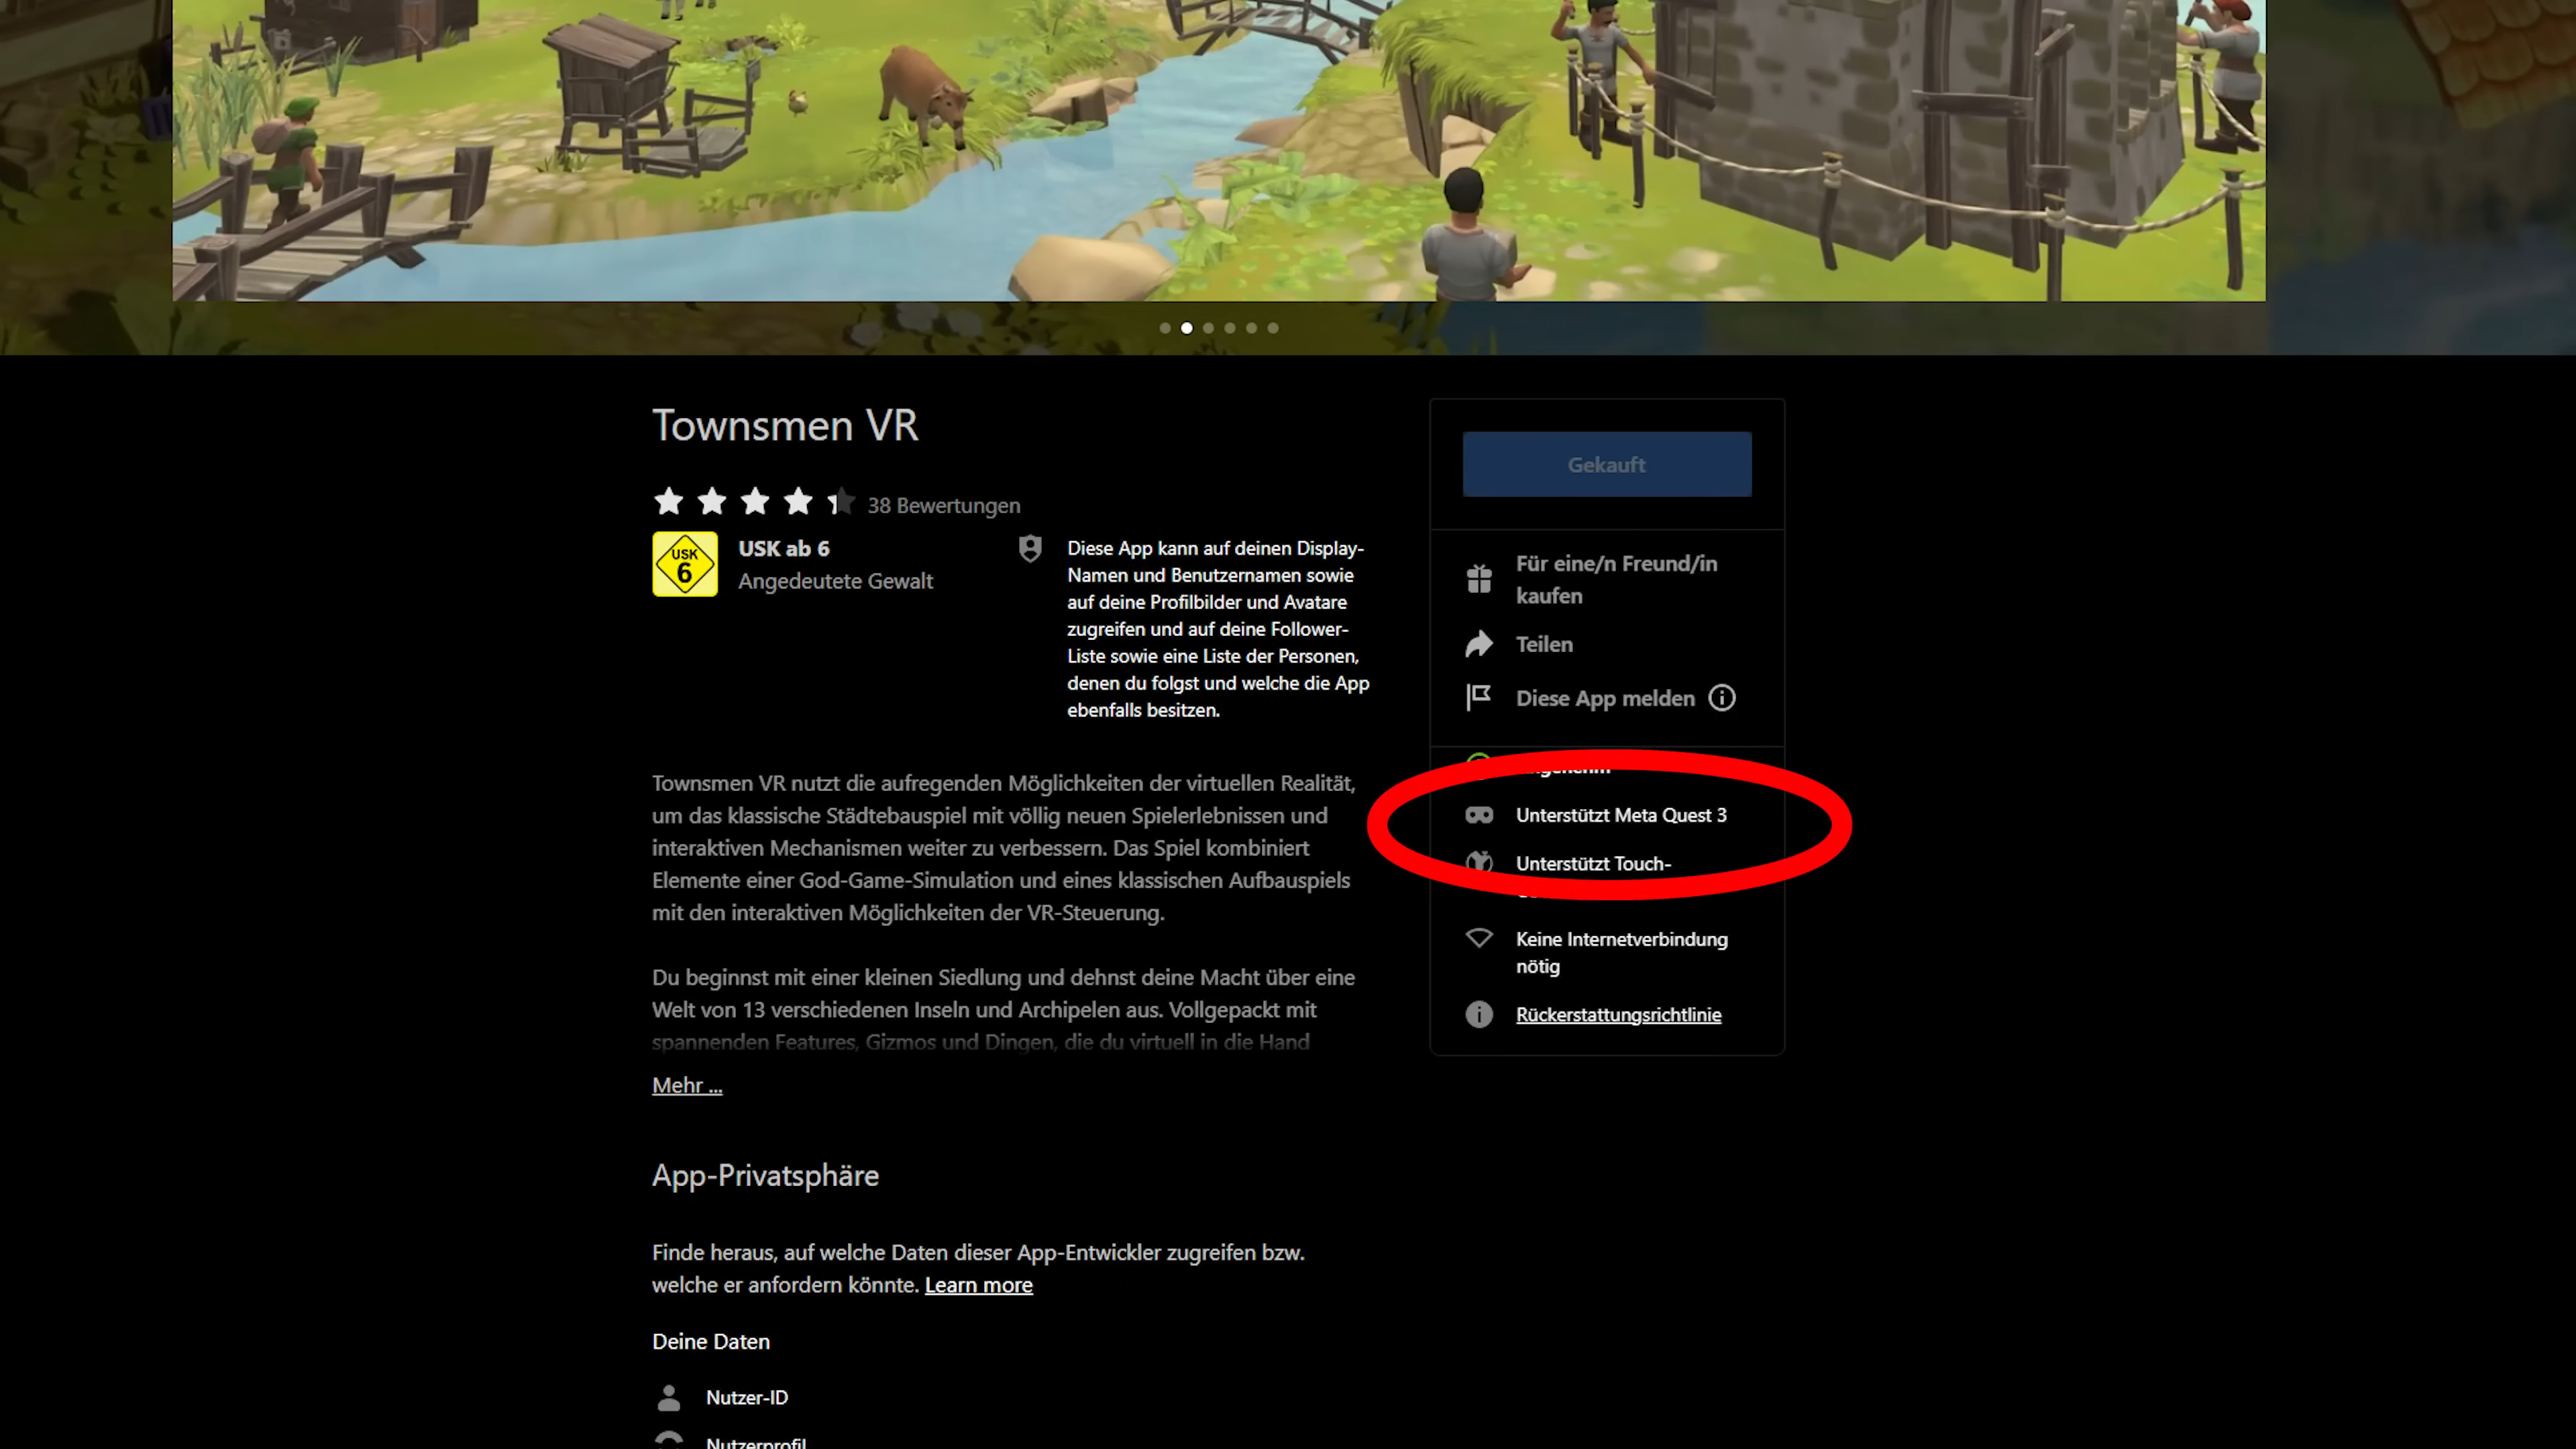 Townsmen VR
38 Bewertungen
USK
6
USK ab 6
Angedeutete Gewalt
Diese App kann auf deinen Display-
Namen und Benutzernamen sowie
auf deine Profilbilder und Avatare
zugreifen und auf deine Follower-
Liste sowie eine Liste der Personen,
denen du folgst und welche die App
ebenfalls besitzen.
Townsmen VR nutzt die aufregenden Möglichkeiten der virtuellen Realität,
um das klassische Städtebauspiel mit völlig neuen Spielerlebnissen und
interaktiven Mechanismen weiter zu verbessern. Das Spiel kombiniert
Elemente einer God-Game-Simulation und eines klassischen Aufbauspiels
mit den interaktiven Möglichkeiten der VR-Steuerung.
Du beginnst mit einer kleinen Siedlung und dehnst deine Macht über eine
Welt von 13 verschiedenen Inseln und Archipelen aus. Vollgepackt mit
spannenden Features, Gizmos und Dingen, die du virtuell in die Hand
Mehr ...
App-Privatsphäre
Finde heraus, auf welche Daten dieser App-Entwickler zugreifen bzw.
welche er anfordern könnte. Learn more
Deine Daten
Nutzer-ID
Nutzerprofil
Gekauft
Für eine/n Freund/in
kaufen
Teilen
Diese App melden
Unterstützt Meta Quest 3
Unterstützt Touch-
Keine Internetverbindung
nötig
Rückerstattungsrichtlinie